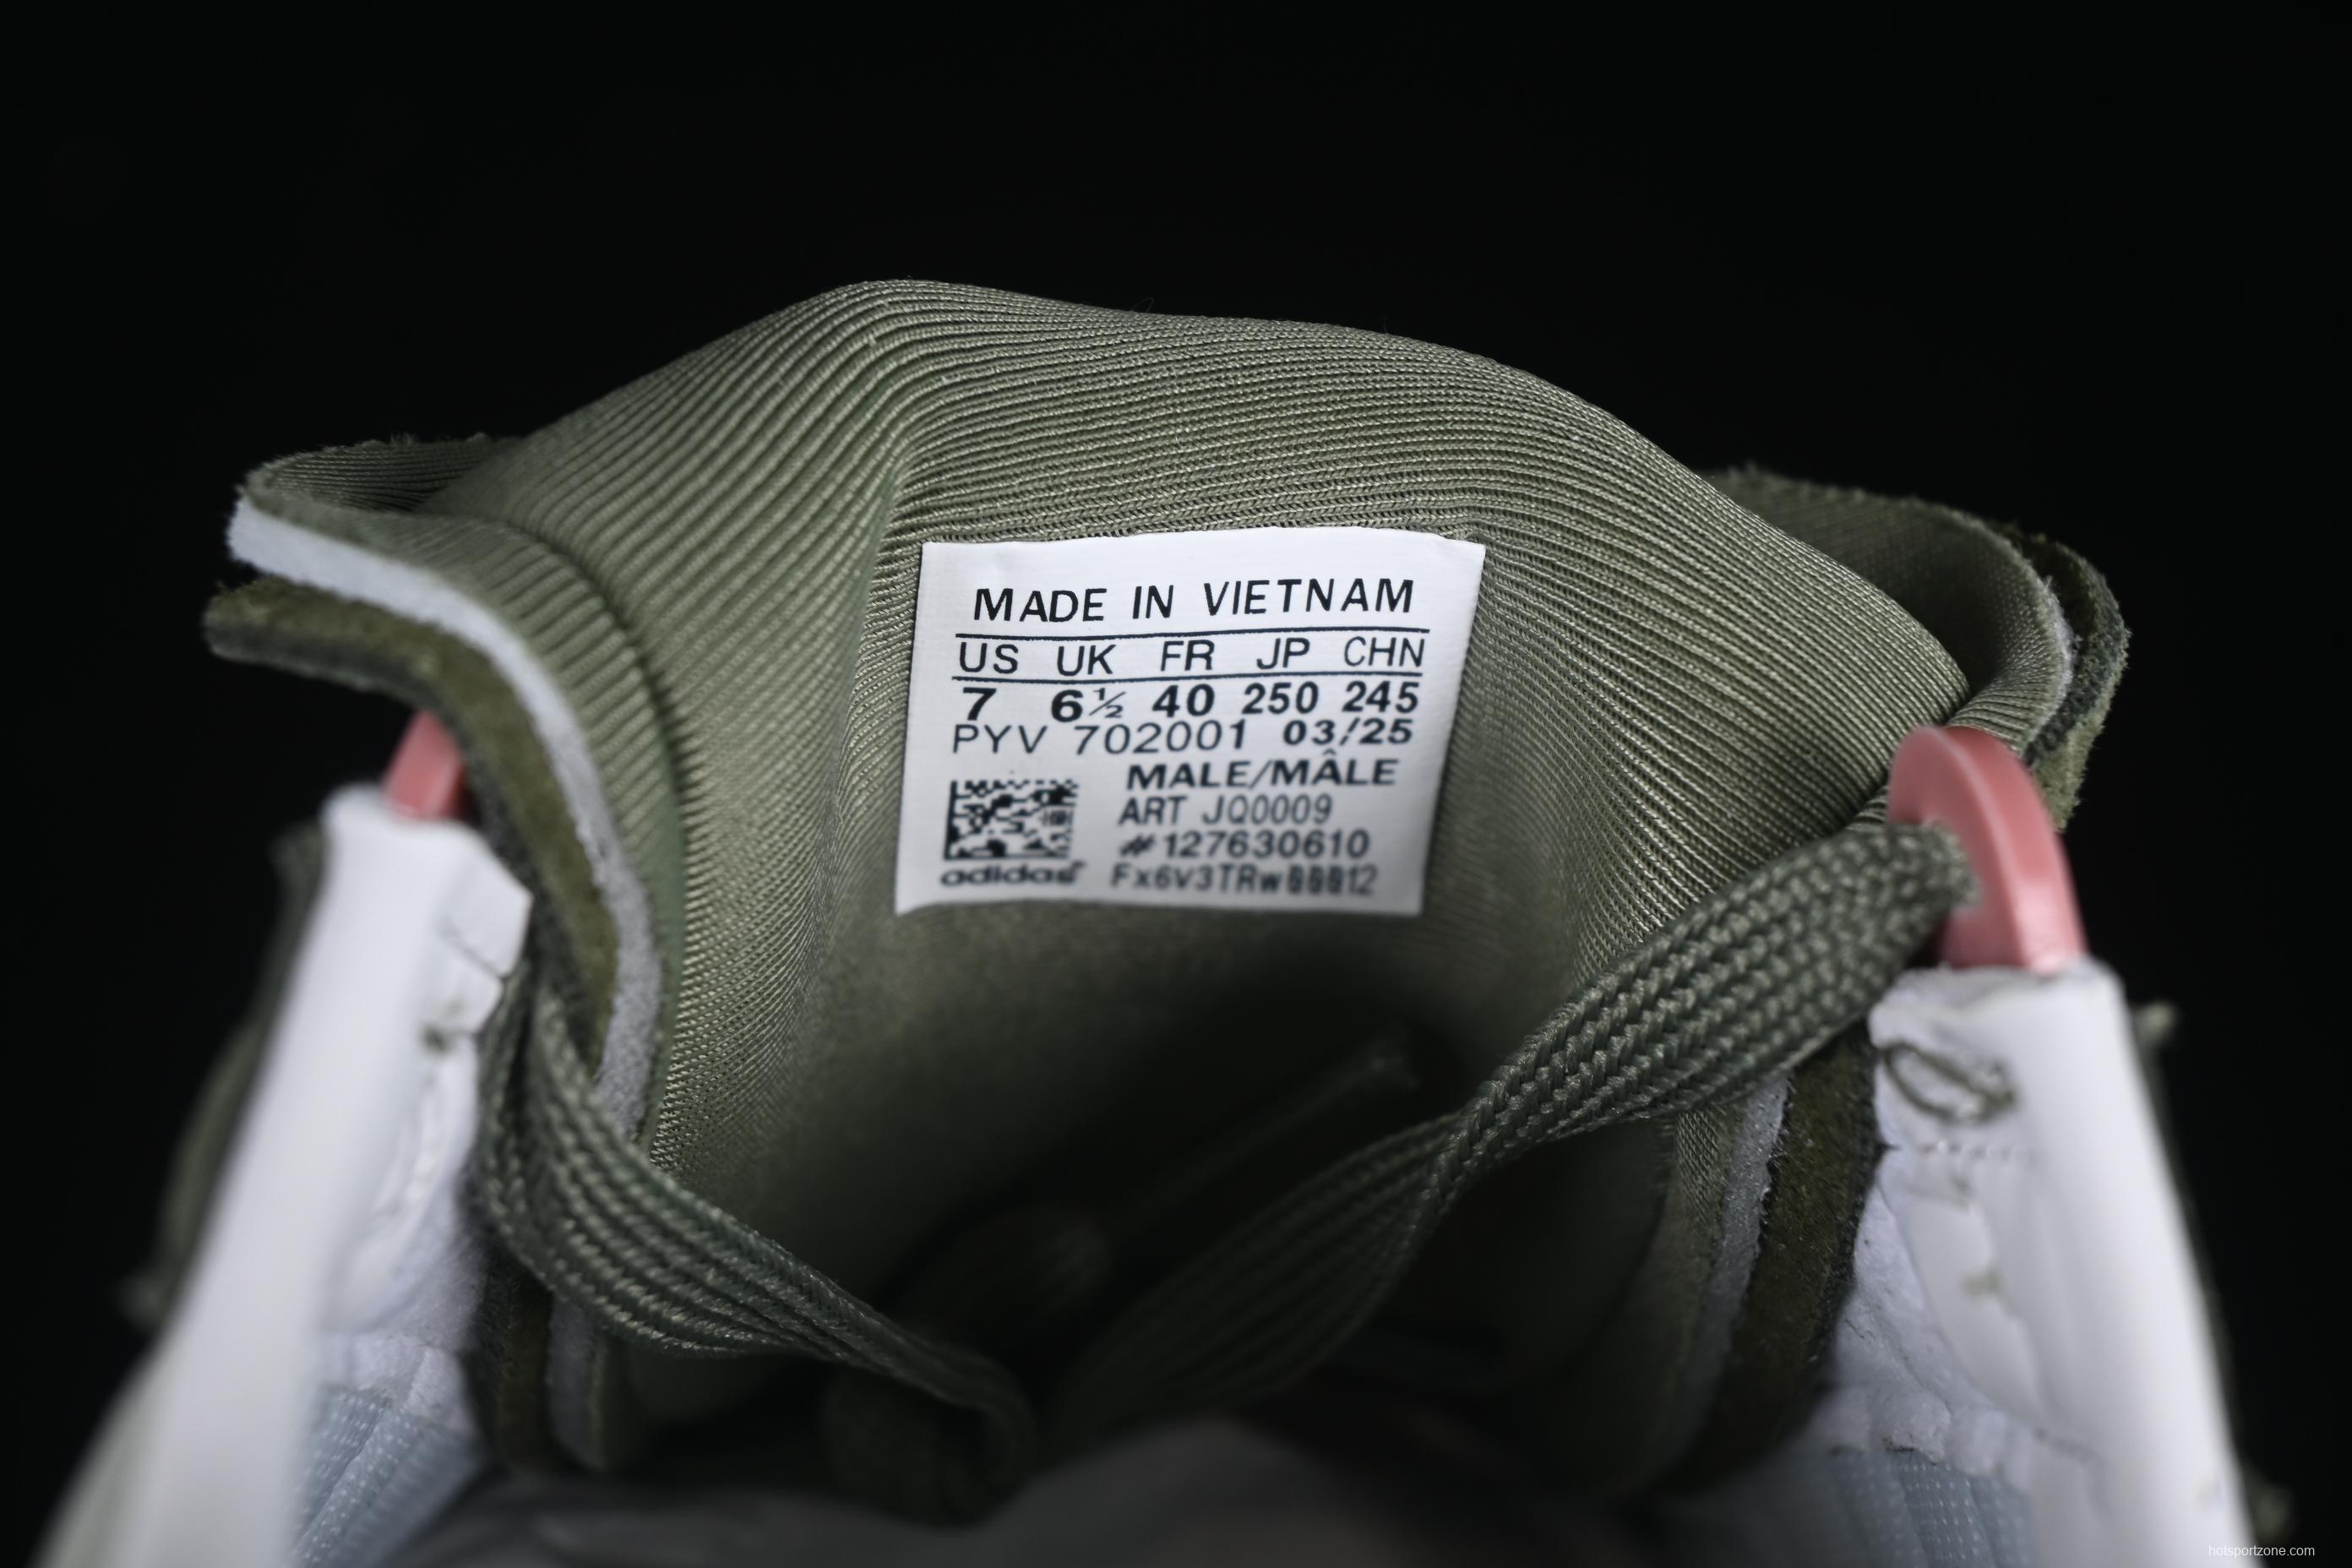 MADE IN VIETNAM
US UK FR JP CHN
7 6½ 40 250 245
PYV 702001 03/25
MALE/MÂLE
ART JQ0009
#127630610
adidas Fx6V3TRw00012
hotsportzone.com